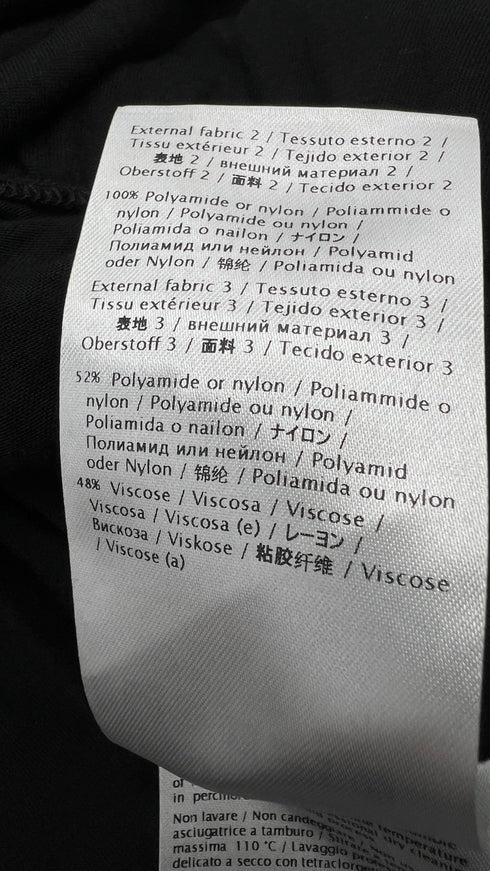 External fabric 2 / Tessuto esterno 2 /
Tissu extérieur 2 / Tejido exterior 2 /
表地 2 / внешний материал 2 /
Oberstoff 2 / 面料 2 / Tecido exterior 2
100% Polyamide or nylon / Poliammide o
nylon / Polyamide ou nylon /
Poliamida o nailon / ナイロン /
Полиамид или нейлон / Polyamid
oder Nylon / 锦纶 / Poliamida ou nylon
External fabric 3 / Tessuto esterno 3 /
Tissu extérieur 3 / Tejido exterior 3 /
表地 3 / внешний материал 3 /
Oberstoff 3 / 面料 3 / Tecido exterior 3
52% Polyamide or nylon / Poliammide o
nylon / Polyamide ou nylon /
Poliamida o nailon / ナイロン /
Полиамид или нейлон / Polyamid
oder Nylon / 锦纶 / Poliamida ou nylon
48% Viscose / Viscosa / Viscose /
Viscosa / Viscosa (e) / レーヨン /
Вискоза / Viskose / 粘胶纤维 / Viscose
/ Viscose (a)
of
in temperature
Non lavare / Non dry cleaning
asciugatrice a tamburo / Stirare
massima 110 °C / Lavaggio
delicato a secco con